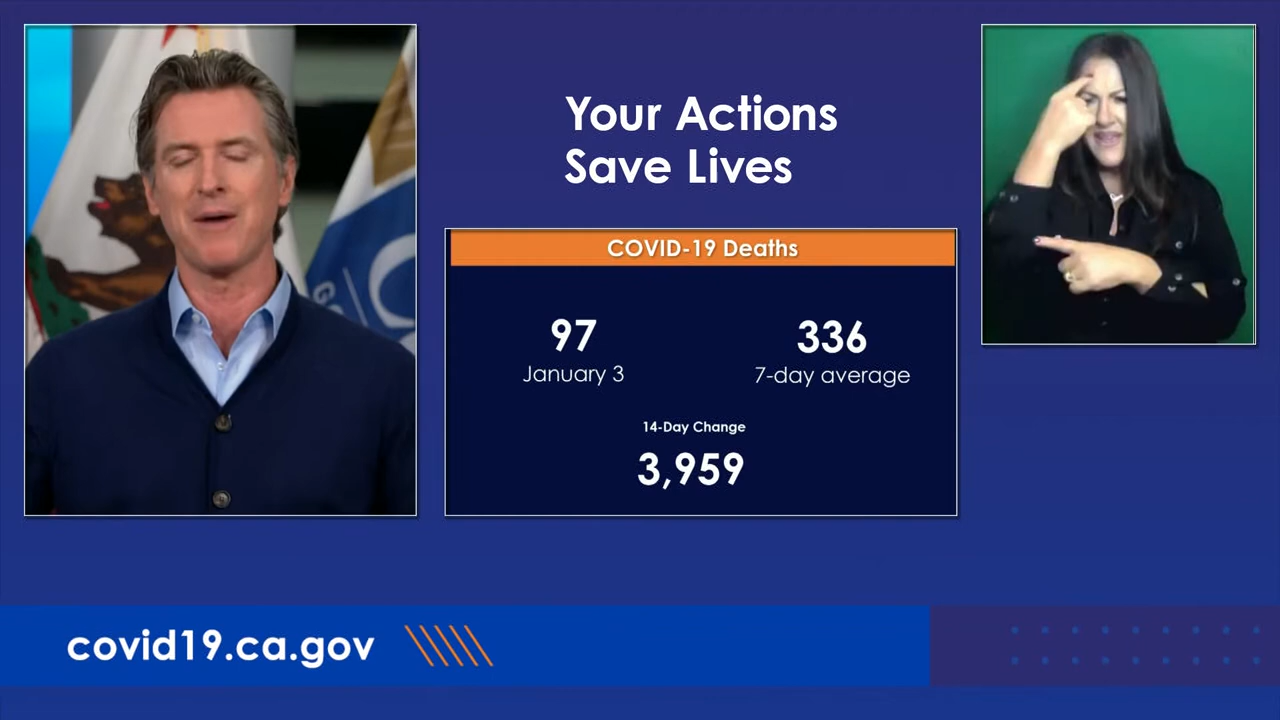 Your Actions
Save Lives
COVID-19 Deaths
97
January 3
336
7-day average
14-Day Change
3,959
covid19.ca.gov